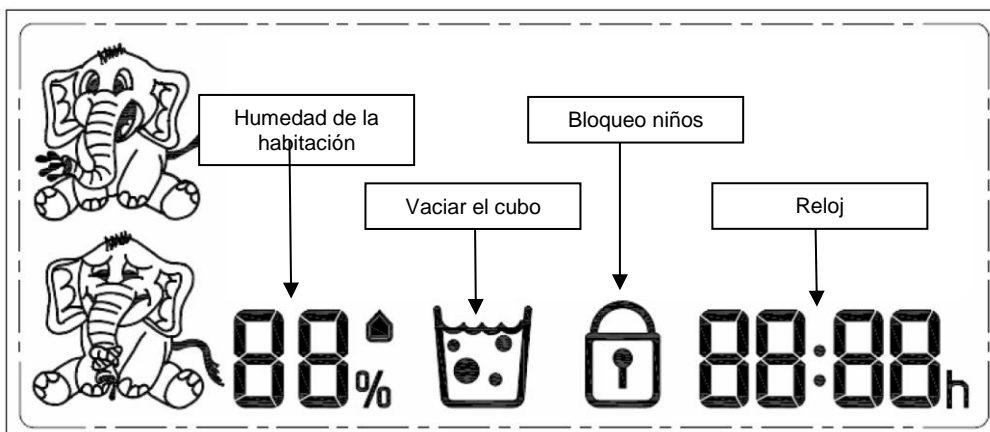 Humedad de la
habitación
Bloqueo niños
Vaciar el cubo
Reloj
88 %
88:88h